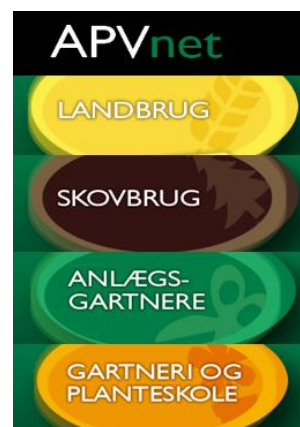 APVnet
LANDBRUG
SKOVBRUG
ANLÆGS-
GARTNERE
GARTNERI OG
PLANTESKOLE